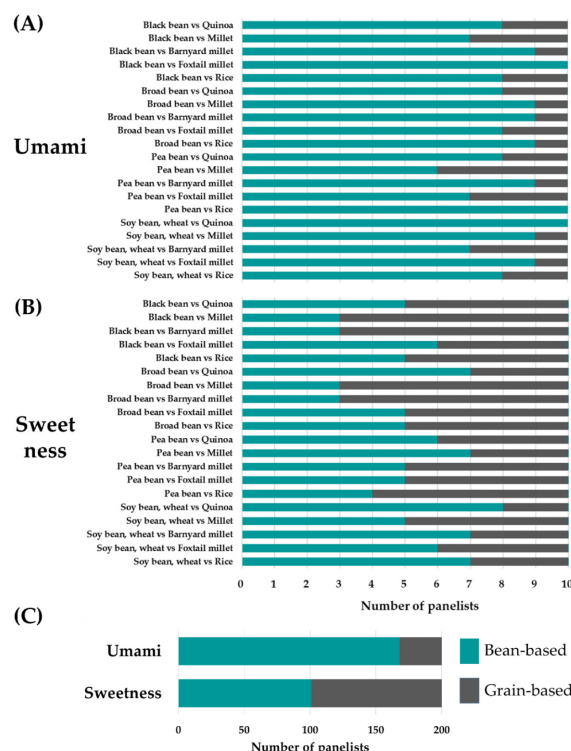 (A)
Umami
Black bean vs Quinoa
Black bean vs Millet
Black bean vs Barnyard millet
Black bean vs Foxtail millet
Black bean vs Rice
Broad bean vs Quinoa
Broad bean vs Millet
Broad bean vs Barnyard millet
Broad bean vs Foxtail millet
Broad bean vs Rice
Pea bean vs Quinoa
Pea bean vs Millet
Pea bean vs Barnyard millet
Pea bean vs Foxtail millet
Pea bean vs Rice
Soy bean, wheat vs Quinoa
Soy bean, wheat vs Millet
Soy bean, wheat vs Barnyard millet
Soy bean, wheat vs Foxtail millet
Soy bean, wheat vs Rice
(B)
Sweet
ness
Black bean vs Quinoa
Black bean vs Millet
Black bean vs Barnyard millet
Black bean vs Foxtail millet
Black bean vs Rice
Broad bean vs Quinoa
Broad bean vs Millet
Broad bean vs Barnyard millet
Broad bean vs Foxtail millet
Broad bean vs Rice
Pea bean vs Quinoa
Pea bean vs Millet
Pea bean vs Barnyard millet
Pea bean vs Foxtail millet
Pea bean vs Rice
Soy bean, wheat vs Quinoa
Soy bean, wheat vs Millet
Soy bean, wheat vs Barnyard millet
Soy bean, wheat vs Foxtail millet
Soy bean, wheat vs Rice
0 1 2 3 4 5 6 7 8 9 10
Number of panelists
(C)
Umami
Sweetness
0 50 100 150 200
Number of panelists
Bean-based
Grain-based